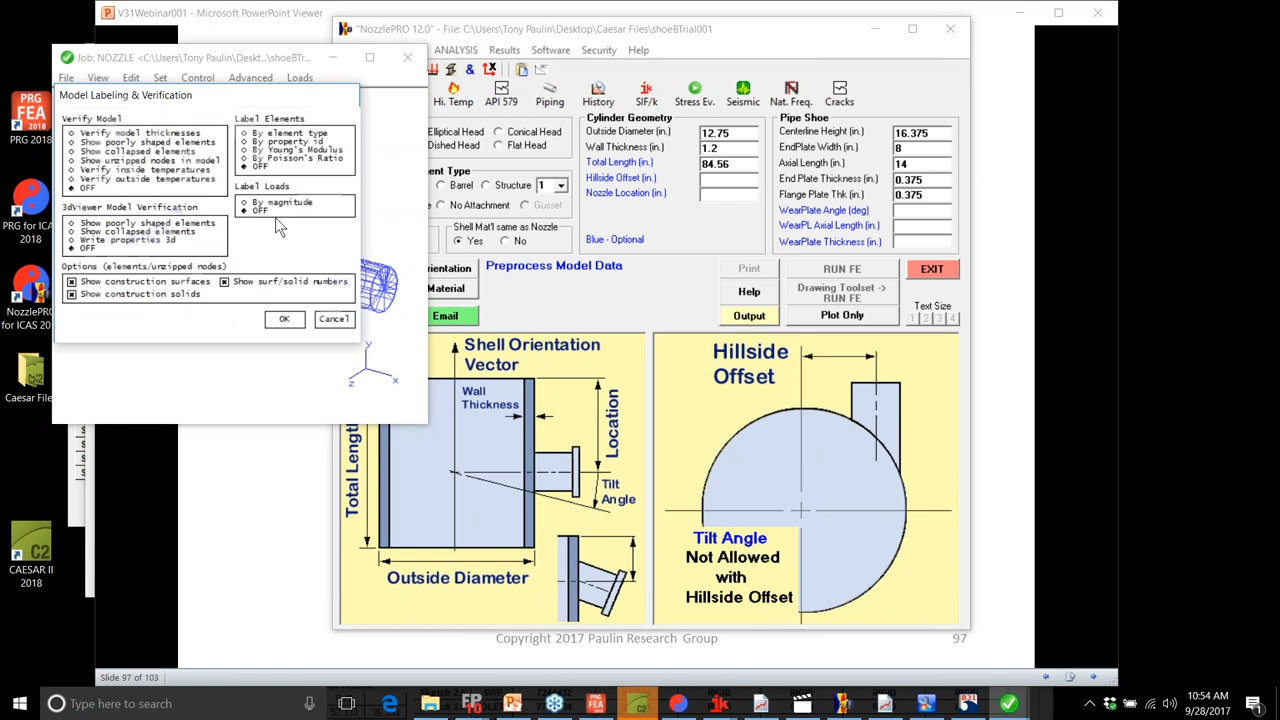 V31Webinar001 - Microsoft PowerPoint Viewer
"NozzlePRO 12.0" - File: C:\Users\Tony Paulin\Desktop\Caesar Files\shoeBTrial001
ANALYSIS Results Software Security Help
Hi. Temp API 579 Piping History SIF/k Stress Ev. Seismic Nat. Freq. Cracks
Elliptical Head Conical Head
Dished Head Flat Head
ment Type
Barrel Structure 1
No Attachment Gusset
Shell Mat'l same as Nozzle
Yes No
Cylinder Geometry
Outside Diameter (in.) 12.75
Wall Thickness (in.) 1.2
Total Length (in.) 84.56
Hillside Offset (in.)
Nozzle Location (in.)
Blue - Optional
Pipe Shoe
Centerline Height (in.) 16.375
EndPlate Width (in.) 8
Axial Length (in.) 14
End Plate Thickness (in.) 0.375
Flange Plate Thk (in.) 0.375
WearPlate Angle (deg)
WearPL Axial Length (in.)
WearPlate Thickness (in.)
rientation
Material
Email
Preprocess Model Data
Print
Help
Output
RUN FE
Drawing Toolset ->
RUN FE
Plot Only
EXIT
Text Size
1 2 3 4
Shell Orientation
Vector
Wall
Thickness
Location
Total Length
Tilt
Angle
Outside Diameter
Hillside
Offset
Tilt Angle
Not Allowed
with
Hillside Offset
Job: NOZZLE <C:\Users\Tony Paulin\Deskt...\shoeBTr...
File View Edit Set Control Advanced Loads
Model Labeling & Verification
Verify Model
Verify model thicknesses
Show poorly shaped elements
Show collapsed elements
Show unzipped nodes in model
Verify inside temperatures
Verify outside temperatures
OFF
3dViewer Model Verification
Show poorly shaped elements
Show collapsed elements
Write properties 3d
OFF
Label Elements
By element type
By property id
By Young's Modulus
By Poisson's Ratio
OFF
Label Loads
By magnitude
OFF
Options (elements/unzipped nodes)
Show construction surfaces Show surf/solid numbers
Show construction solids
OK Cancel
y
z x
PRG
FEA
2018
PRG FEA
2018
PRG for ICA
2018
NozzlePRO
for ICAS 201
Caesar File
C2
CAESAR II
2018
Copyright 2017 Paulin Research Group 97
Slide 97 of 103
Type here to search
10:54 AM
9/28/2017